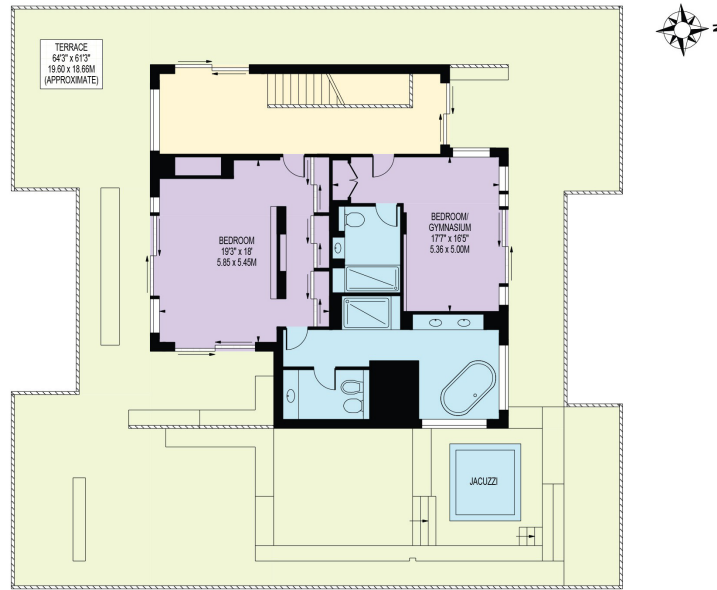 TERRACE
64'3" x 61'3"
19.60 x 18.66M
(APPROXIMATE)
N
BEDROOM/
GYMNASIUM
17'7" x 16'5"
5.36 x 5.00M
BEDROOM
19'3" x 18'
5.85 x 5.45M
JACUZZI